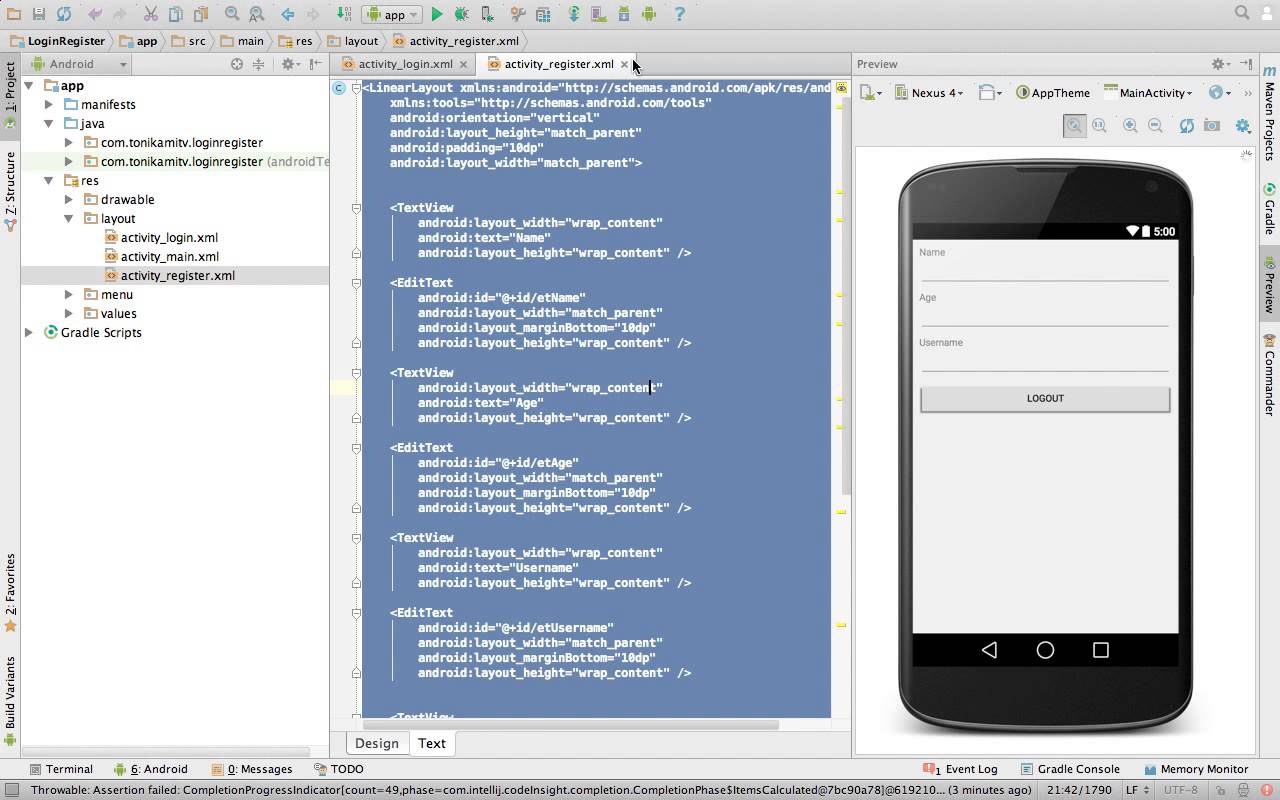 app
LoginRegister
app
src
main
res
layout
activity_register.xml
1: Project
Z: Structure
2: Favorites
Build Variants
Android
app
manifests
java
com.tonikamitv.loginregister
com.tonikamitv.loginregister (androidTe
res
drawable
layout
activity_login.xml
activity_main.xml
activity_register.xml
menu
values
Gradle Scripts
activity_login.xml
activity_register.xml
<LinearLayout xmlns:android="http://schemas.android.com/apk/res/and
xmlns:tools="http://schemas.android.com/tools"
android:orientation="vertical"
android:layout_height="match_parent"
android:padding="10dp"
android:layout_width="match_parent">
<TextView
android:layout_width="wrap_content"
android:text="Name"
android:layout_height="wrap_content" />
<EditText
android:id="@+id/etName"
android:layout_width="match_parent"
android:layout_marginBottom="10dp"
android:layout_height="wrap_content" />
<TextView
android:layout_width="wrap_content"
android:text="Age"
android:layout_height="wrap_content" />
<EditText
android:id="@+id/etAge"
android:layout_width="match_parent"
android:layout_marginBottom="10dp"
android:layout_height="wrap_content" />
<TextView
android:layout_width="wrap_content"
android:text="Username"
android:layout_height="wrap_content" />
<EditText
android:id="@+id/etUsername"
android:layout_width="match_parent"
android:layout_marginBottom="10dp"
android:layout_height="wrap_content" />
<TextView
Design
Text
Preview
Nexus 4
AppTheme
MainActivity
5:00
Name
Age
Username
LOGOUT
Maven Projects
Gradle
Preview
Commander
Terminal
6: Android
0: Messages
TODO
1 Event Log
Gradle Console
Memory Monitor
Throwable: Assertion failed: CompletionProgressIndicator[count=49,phase=com.intellij.codeInsight.completion.CompletionPhase$ItemsCalculated@7bc90a78]@619210... (3 minutes ago)
21:42/1790
LF
UTF-8